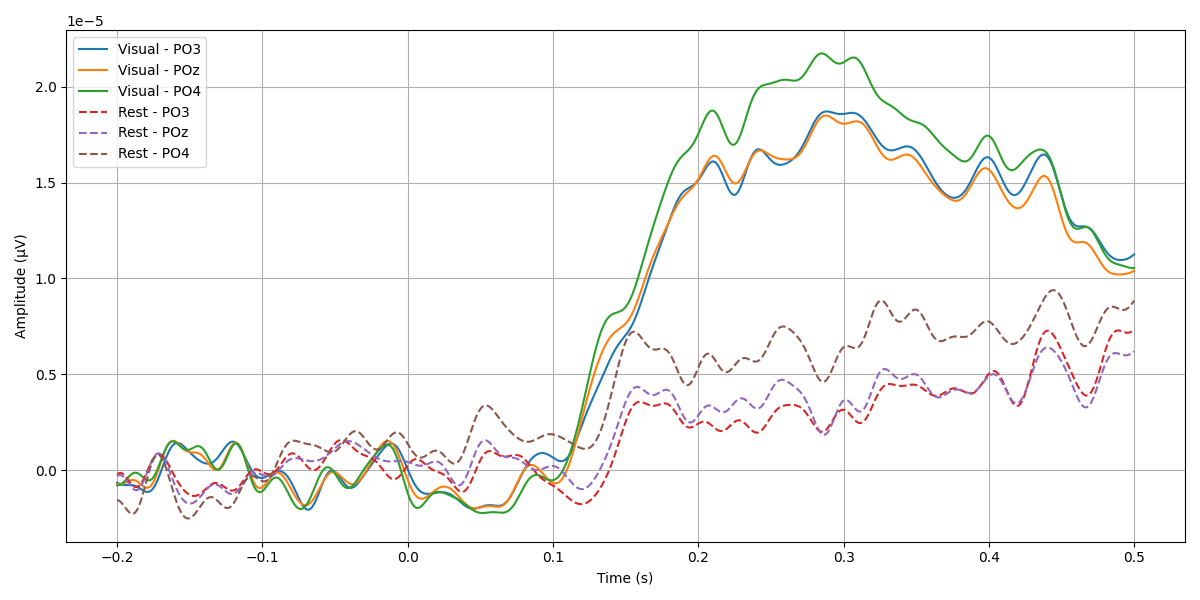 1e−5
Visual - PO3
Visual - POz
Visual - PO4
Rest - PO3
Rest - POz
Rest - PO4
2.0
1.5
1.0
0.5
0.0
Amplitude (µV)
−0.2 −0.1 0.0 0.1 0.2 0.3 0.4 0.5
Time (s)